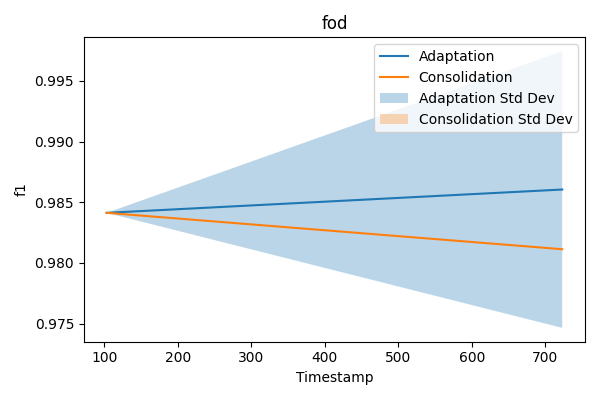 fod
Adaptation
Consolidation
Adaptation Std Dev
Consolidation Std Dev
0.995
0.990
0.985
0.980
0.975
f1
100 200 300 400 500 600 700
Timestamp